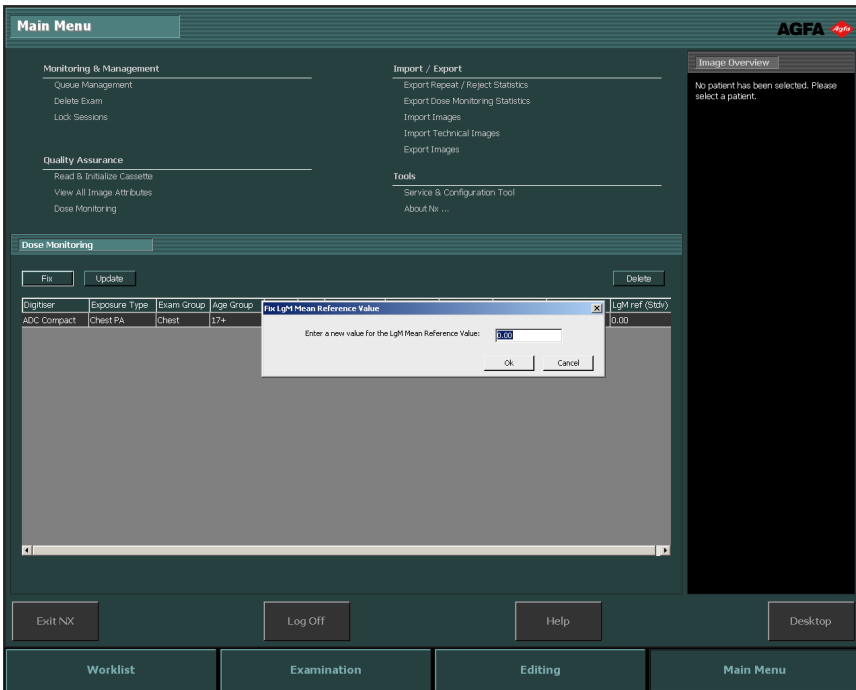 Main Menu
AGFA
Agfa
Monitoring & Management
Queue Management
Delete Exam
Lock Sessions
Quality Assurance
Read & Initialize Cassette
View All Image Attributes
Dose Monitoring
Import / Export
Export Repeat / Reject Statistics
Export Dose Monitoring Statistics
Import Images
Import Technical Images
Export Images
Tools
Service & Configuration Tool
About Nx ...
Image Overview
No patient has been selected. Please
select a patient.
Dose Monitoring
Fix Update Delete
Digitiser Exposure Type Exam Group Age Group LgM ref (Stdv)
ADC Compact Chest PA Chest 17+ 0.00
Fix LgM Mean Reference Value
Enter a new value for the LgM Mean Reference Value: 0.00
Ok Cancel
Exit NX Log Off Help Desktop
Worklist Examination Editing Main Menu